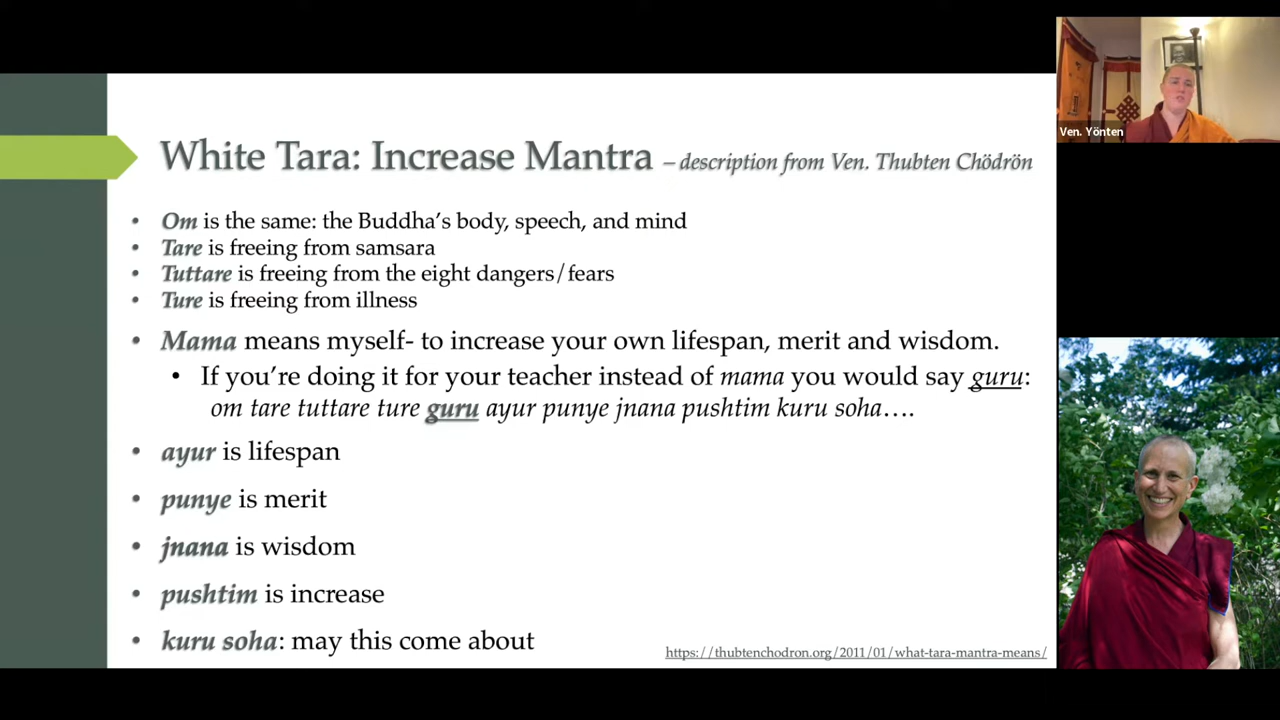 White Tara: Increase Mantra – description from Ven. Thubten Chödrön
• Om is the same: the Buddha's body, speech, and mind
• Tare is freeing from samsara
• Tuttare is freeing from the eight dangers/fears
• Ture is freeing from illness
• Mama means myself- to increase your own lifespan, merit and wisdom.
• If you're doing it for your teacher instead of mama you would say guru:
om tare tuttare ture guru ayur punye jnana pushtim kuru soha….
• ayur is lifespan
• punye is merit
• jnana is wisdom
• pushtim is increase
• kuru soha: may this come about
https://thubtenchodron.org/2011/01/what-tara-mantra-means/
Ven. Yönten